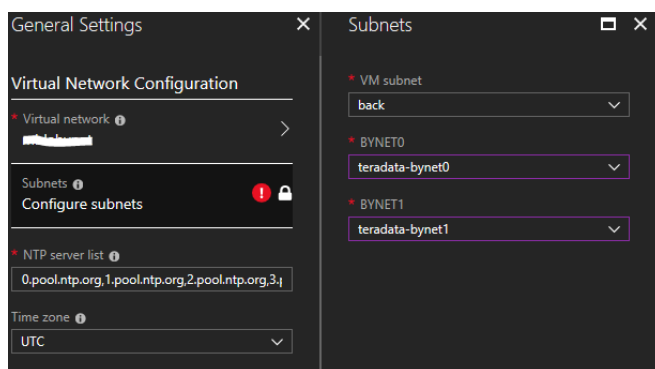 General Settings
Virtual Network Configuration
* Virtual network
Subnets
Configure subnets
* NTP server list
0.pool.ntp.org,1.pool.ntp.org,2.pool.ntp.org,3.p
Time zone
UTC
Subnets
* VM subnet
back
* BYNET0
teradata-bynet0
* BYNET1
teradata-bynet1